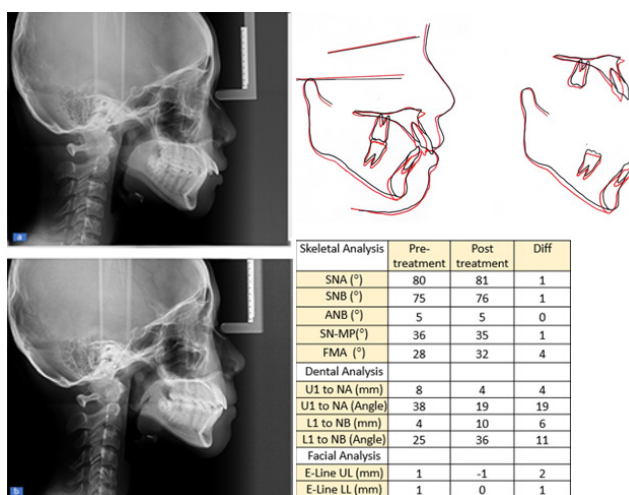 a
b
Skeletal Analysis Pre-treatment Post treatment Diff
SNA (°) 80 81 1
SNB (°) 75 76 1
ANB (°) 5 5 0
SN-MP(°) 36 35 1
FMA (°) 28 32 4
Dental Analysis
U1 to NA (mm) 8 4 4
U1 to NA (Angle) 38 19 19
L1 to NB (mm) 4 10 6
L1 to NB (Angle) 25 36 11
Facial Analysis
E-Line UL (mm) 1 -1 2
E-Line LL (mm) 1 0 1